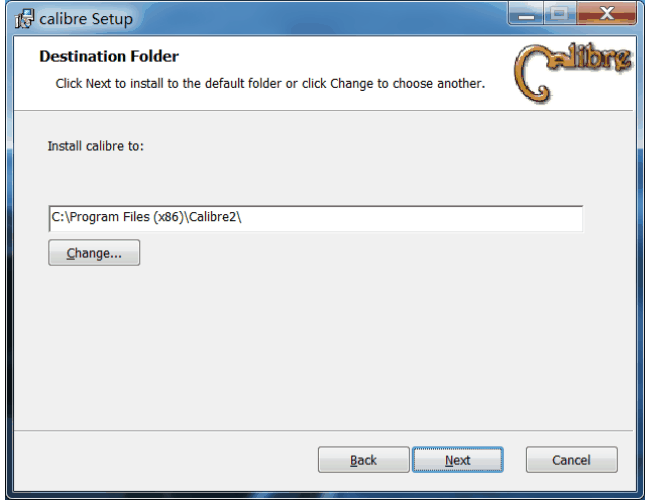 calibre Setup
Destination Folder
Click Next to install to the default folder or click Change to choose another.
Calibre
Install calibre to:
C:\Program Files (x86)\Calibre2\
Change...
Back
Next
Cancel